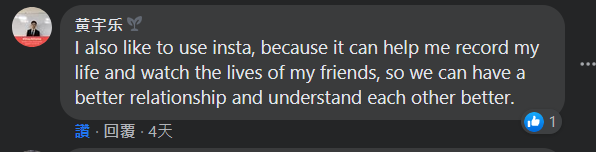 黄宇乐
I also like to use insta, because it can help me record my
life and watch the lives of my friends, so we can have a
better relationship and understand each other better.
1
讚 · 回覆 · 4天